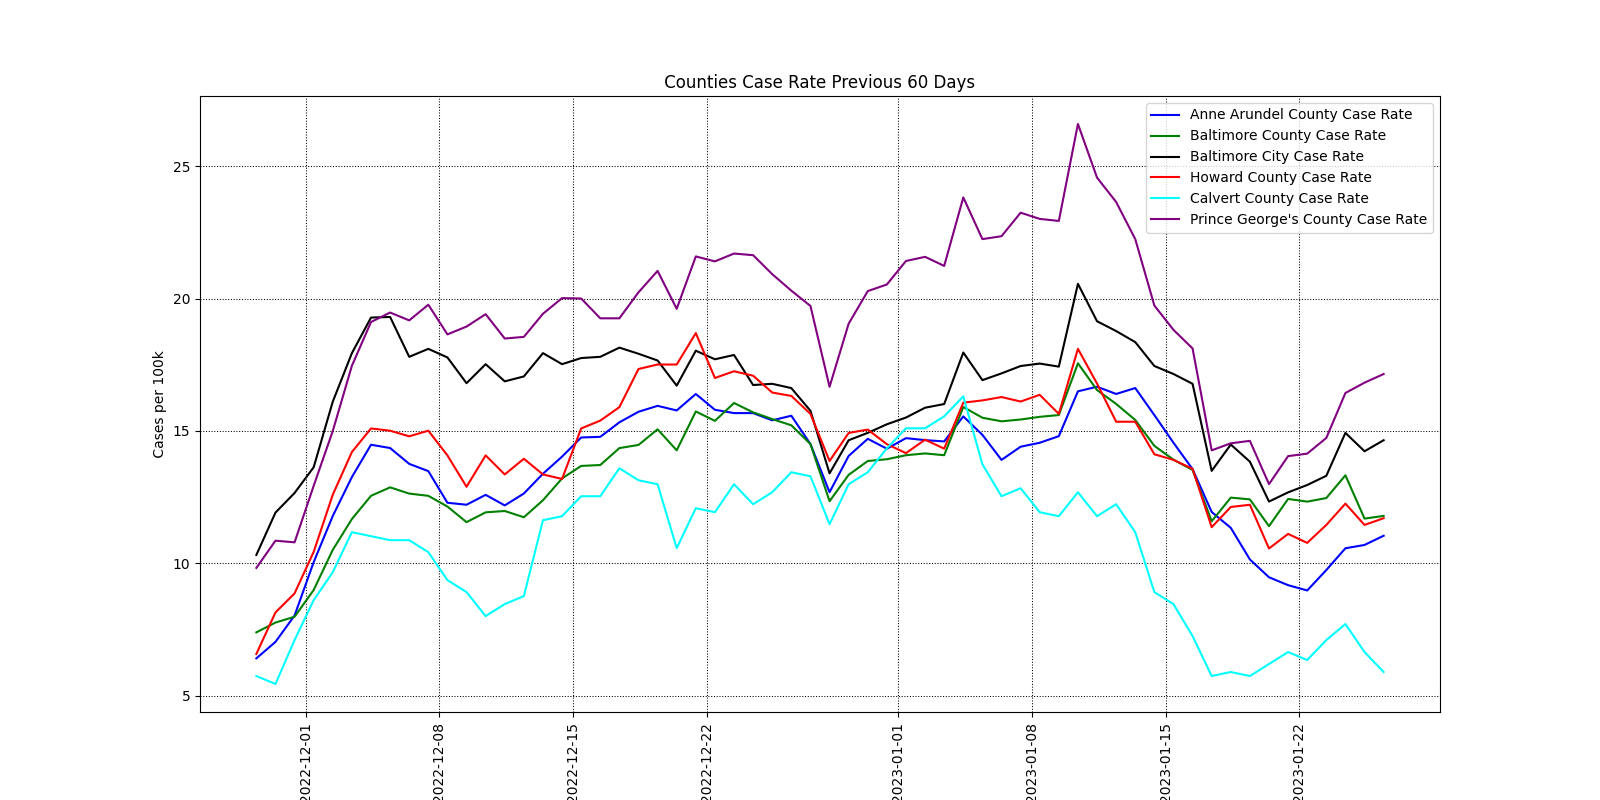 Counties Case Rate Previous 60 Days
Anne Arundel County Case Rate
Baltimore County Case Rate
Baltimore City Case Rate
Howard County Case Rate
Calvert County Case Rate
Prince George's County Case Rate
Cases per 100k
25
20
15
10
5
2022-12-01
2022-12-08
2022-12-15
2022-12-22
2023-01-01
2023-01-08
2023-01-15
2023-01-22